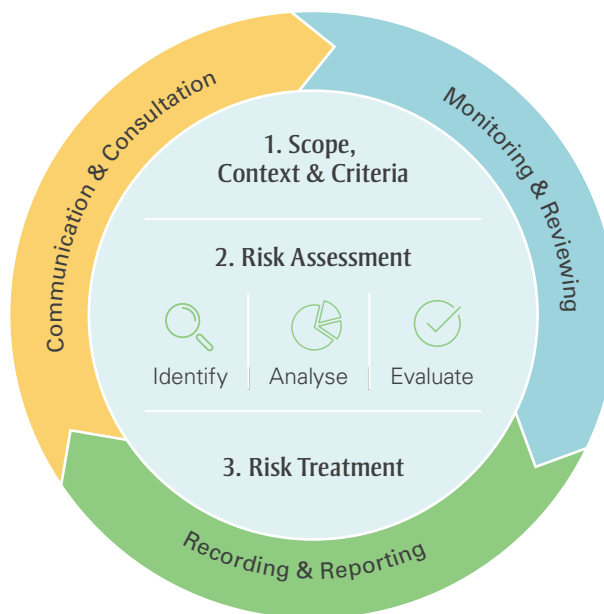 Communication & Consultation
Monitoring & Reviewing
1. Scope,
Context & Criteria
2. Risk Assessment
Identify
Analyse
Evaluate
3. Risk Treatment
Recording & Reporting